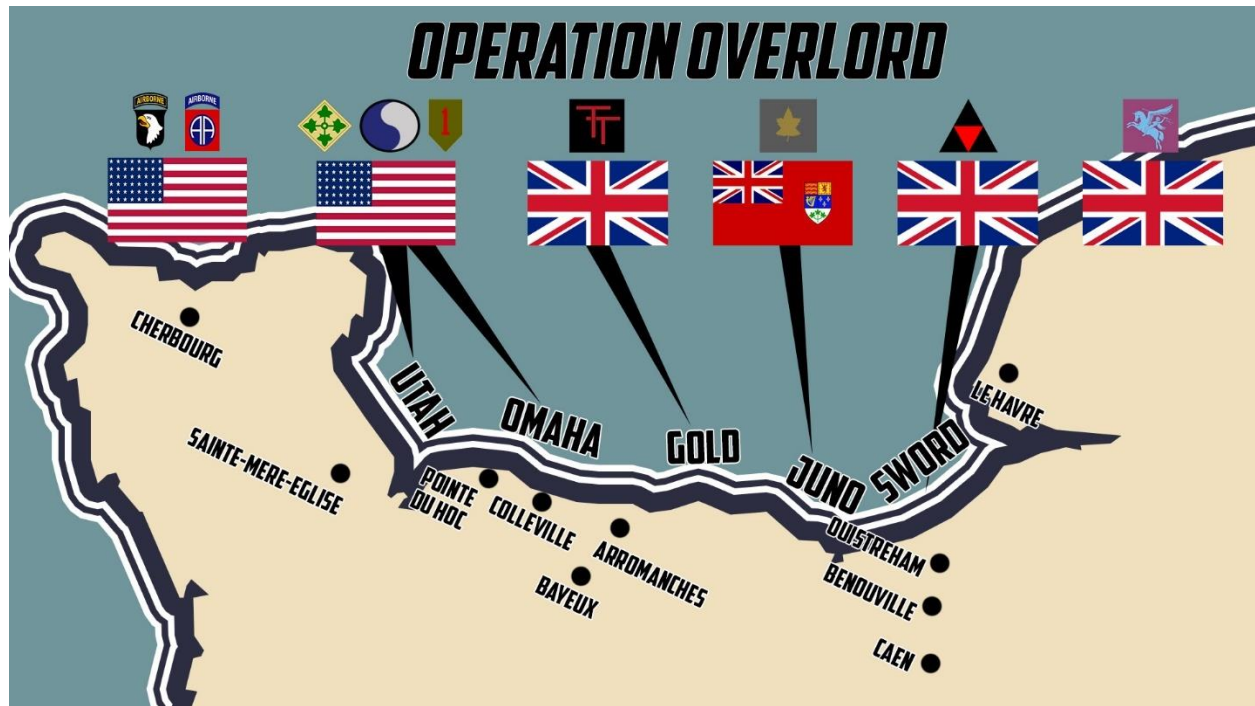 OPERATION OVERLORD
AIRBORNE
AIRBORNE
AA
1
TT
CHERBOURG
UTAH
OMAHA
GOLD
JUNO
SWORD
LE HAVRE
SAINTE-MERE-EGLISE
POINTE
DU HOC
COLLEVILLE
ARROMANCHES
BAYEUX
OUISTREHAM
BENOUVILLE
CAEN